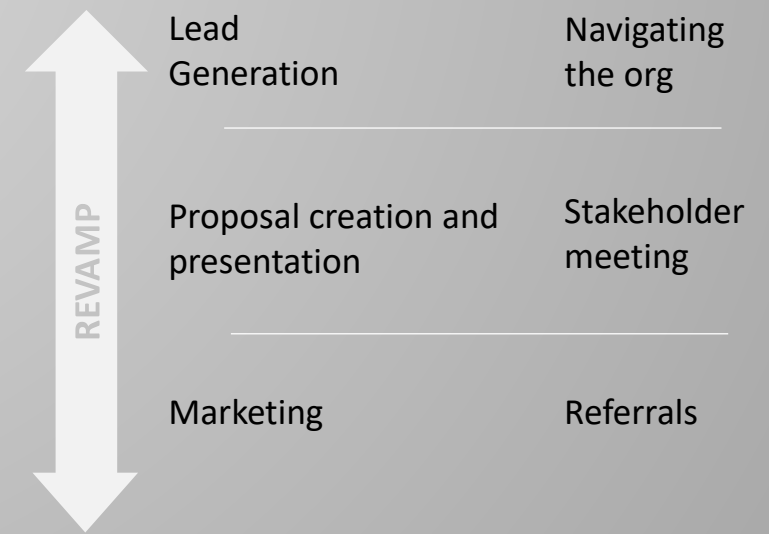 Lead
Generation
Navigating
the org
REVAMP
Proposal creation and
presentation
Stakeholder
meeting
Marketing
Referrals